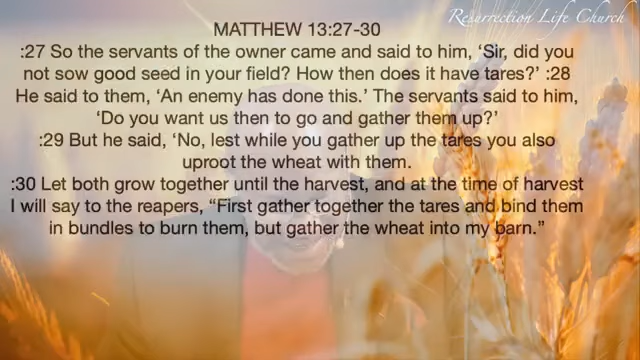 Resurrection Life Church
MATTHEW 13:27-30
:27 So the servants of the owner came and said to him, ‘Sir, did you
not sow good seed in your field? How then does it have tares?’ :28
He said to them, ‘An enemy has done this.’ The servants said to him,
‘Do you want us then to go and gather them up?’
:29 But he said, ‘No, lest while you gather up the tares you also
uproot the wheat with them.
:30 Let both grow together until the harvest, and at the time of harvest
I will say to the reapers, “First gather together the tares and bind them
in bundles to burn them, but gather the wheat into my barn.”